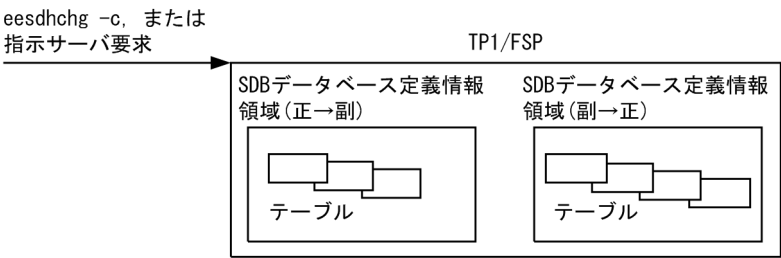 eesdhchg -c, または
指示サーバ要求
TP1/FSP
SDBデータベース定義情報
領域(正→副)
テーブル
SDBデータベース定義情報
領域(副→正)
テーブル